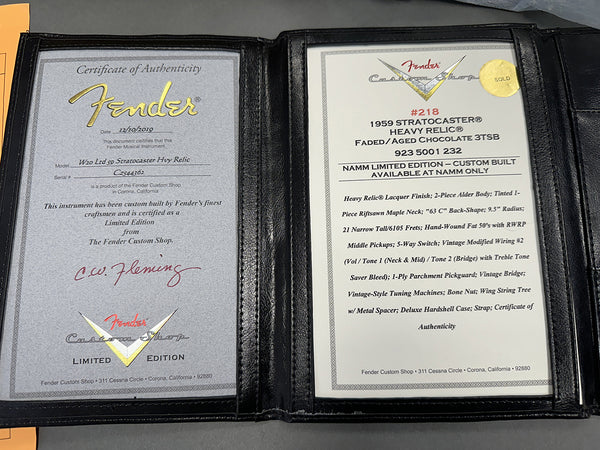 Certificate of Authenticity
Fender®
Date 12/10/2019
This document certifies that this
Fender Musical Instrument.
Model W20 Ltd 59 Stratocaster Hvy Relic
Serial #
is a product of the Fender Custom Shop
in Corona, California
This instrument has been custom built by Fender's finest
craftsmen and is certified as a
Limited Edition
from
The Fender Custom Shop.
C.W. Fleming
Fender
Custom Shop
LIMITED EDITION
Fender Custom Shop • 311 Cessna Circle • Corona, California • 92880
Fender
Custom Shop
SOLD
#218
1959 STRATOCASTER®
HEAVY RELIC®
FADED/AGED CHOCOLATE 3TSB
923 5001 232
NAMM LIMITED EDITION – CUSTOM BUILT
AVAILABLE AT NAMM ONLY
Heavy Relic® Lacquer Finish; 2-Piece Alder Body; Tinted 1-
Piece Riftsawn Maple Neck; "63 C" Back-Shape; 9.5" Radius;
21 Narrow Tall/6105 Frets; Hand-Wound Fat 50's with RWRP
Middle Pickups; 5-Way Switch; Vintage Modified Wiring #2
(Vol / Tone 1 (Neck & Mid) / Tone 2 (Bridge) with Treble Tone
Saver Bleed); 1-Ply Parchment Pickguard; Vintage Bridge;
Vintage-Style Tuning Machines; Bone Nut; Wing String Tree
w/ Metal Spacer; Deluxe Hardshell Case; Strap; Certificate of
Authenticity
Fender Custom Shop • 311 Cessna Circle • Corona, California • 92880